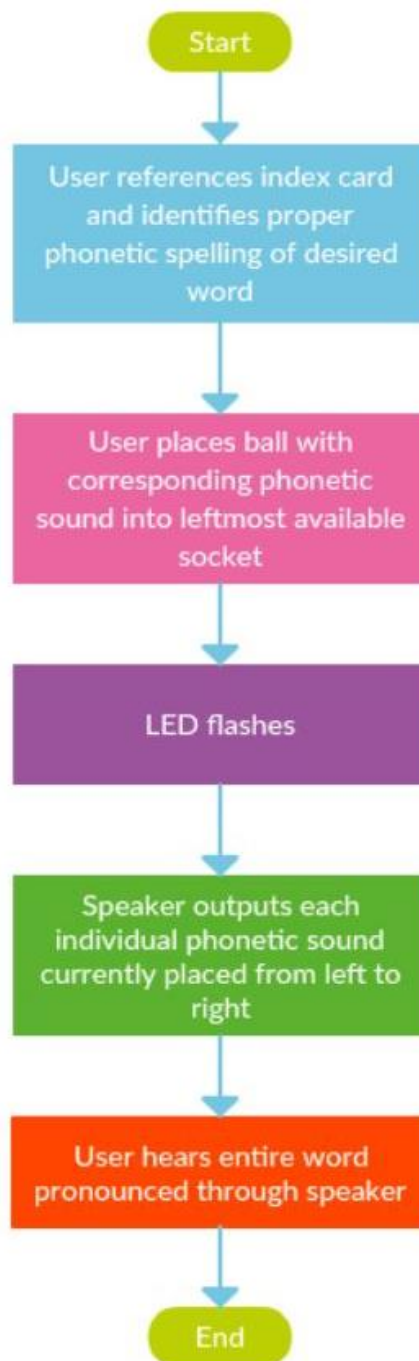 Start
User references index card
and identifies proper
phonetic spelling of desired
word
User places ball with
corresponding phonetic
sound into leftmost available
socket
LED flashes
Speaker outputs each
individual phonetic sound
currently placed from left to
right
User hears entire word
pronounced through speaker
End